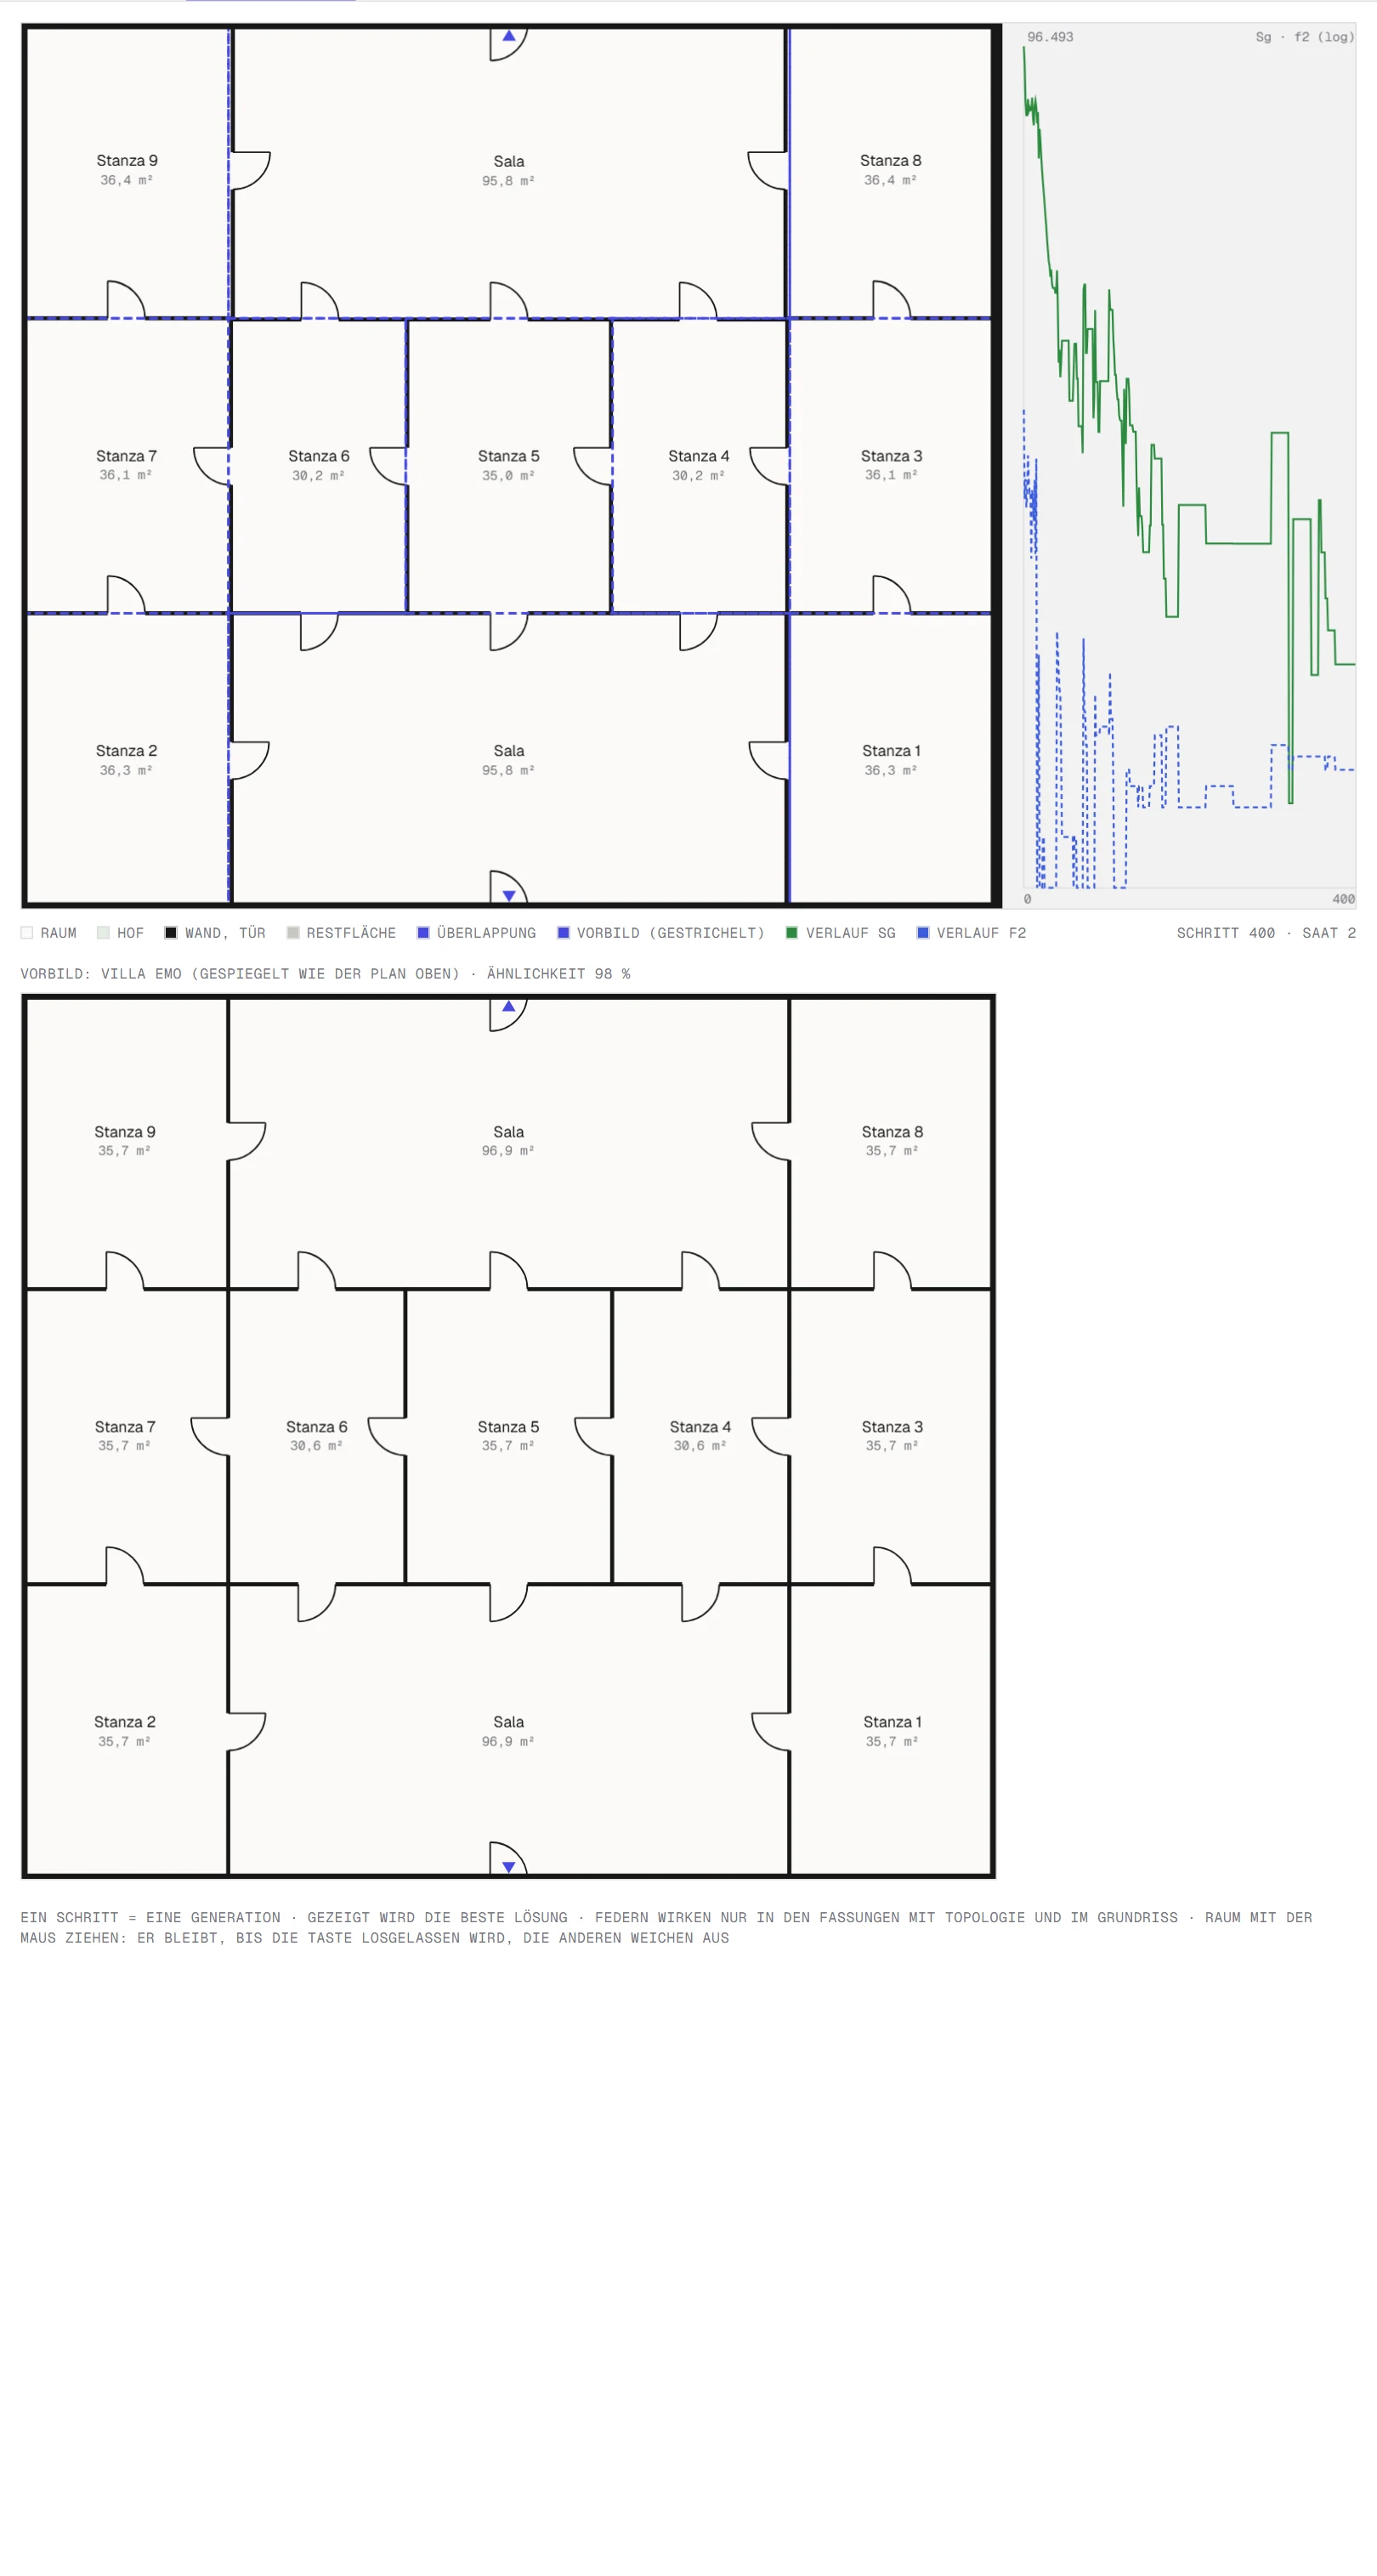 96.493 Sg · f2 (log)
Stanza 9 Sala Stanza 8
36,4 m² 95,8 m² 36,4 m²
Stanza 7 Stanza 6 Stanza 5 Stanza 4 Stanza 3
36,1 m² 30,2 m² 35,0 m² 30,2 m² 36,1 m²
Stanza 2 Sala Stanza 1
36,3 m² 95,8 m² 36,3 m²
0 400
RAUM HOF WAND, TÜR RESTFLÄCHE ÜBERLAPPUNG VORBILD (GESTRICHELT) VERLAUF SG VERLAUF F2 SCHRITT 400 · SAAT 2
VORBILD: VILLA EMO (GESPIEGELT WIE DER PLAN OBEN) · ÄHNLICHKEIT 98 %
Stanza 9 Sala Stanza 8
35,7 m² 96,9 m² 35,7 m²
Stanza 7 Stanza 6 Stanza 5 Stanza 4 Stanza 3
35,7 m² 30,6 m² 35,7 m² 30,6 m² 35,7 m²
Stanza 2 Sala Stanza 1
35,7 m² 96,9 m² 35,7 m²
EIN SCHRITT = EINE GENERATION · GEZEIGT WIRD DIE BESTE LÖSUNG · FEDERN WIRKEN NUR IN DEN FASSUNGEN MIT TOPOLOGIE UND IM GRUNDRISS · RAUM MIT DER
MAUS ZIEHEN: ER BLEIBT, BIS DIE TASTE LOSGELASSEN WIRD, DIE ANDEREN WEICHEN AUS